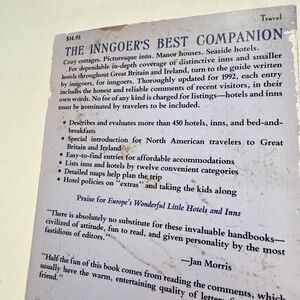 $14.95
Travel
THE INNGOER'S BEST COMPANION
Cozy cottages. Picturesque inns. Manor houses. Seaside hotels.
For dependable in-depth coverage of distinctive inns and smaller
hotels throughout Great Britain and Ireland, turn to the guide written
by inngoers, for inngoers. Thoroughly updated for 1992, each entry
includes the honest and reliable comments of recent visitors, in their
own words. No fee of any kind is charged for listings—hotels and inns
must be nominated by travelers to be included.
• Describes and evaluates more than 450 hotels, inns, and bed-and-
breakfasts
• Special introduction for North American travelers to Great
Britain and Ireland
• Easy-to-find entries for affordable accommodations
• Lists inns and hotels by twelve convenient categories
• Detailed maps help plan the trip
• Hotel policies on "extras" and taking the kids along
Praise for Europe's Wonderful Little Hotels and Inns
"There is absolutely no substitute for these invaluable handbooks—
civilized of attitude, fun to read, and given personality by the most
fastidious of editors."
—Jan Morris
"Half the fun of this book comes from reading the comments, which
usually have the warm, entertaining quality of letters
friend."